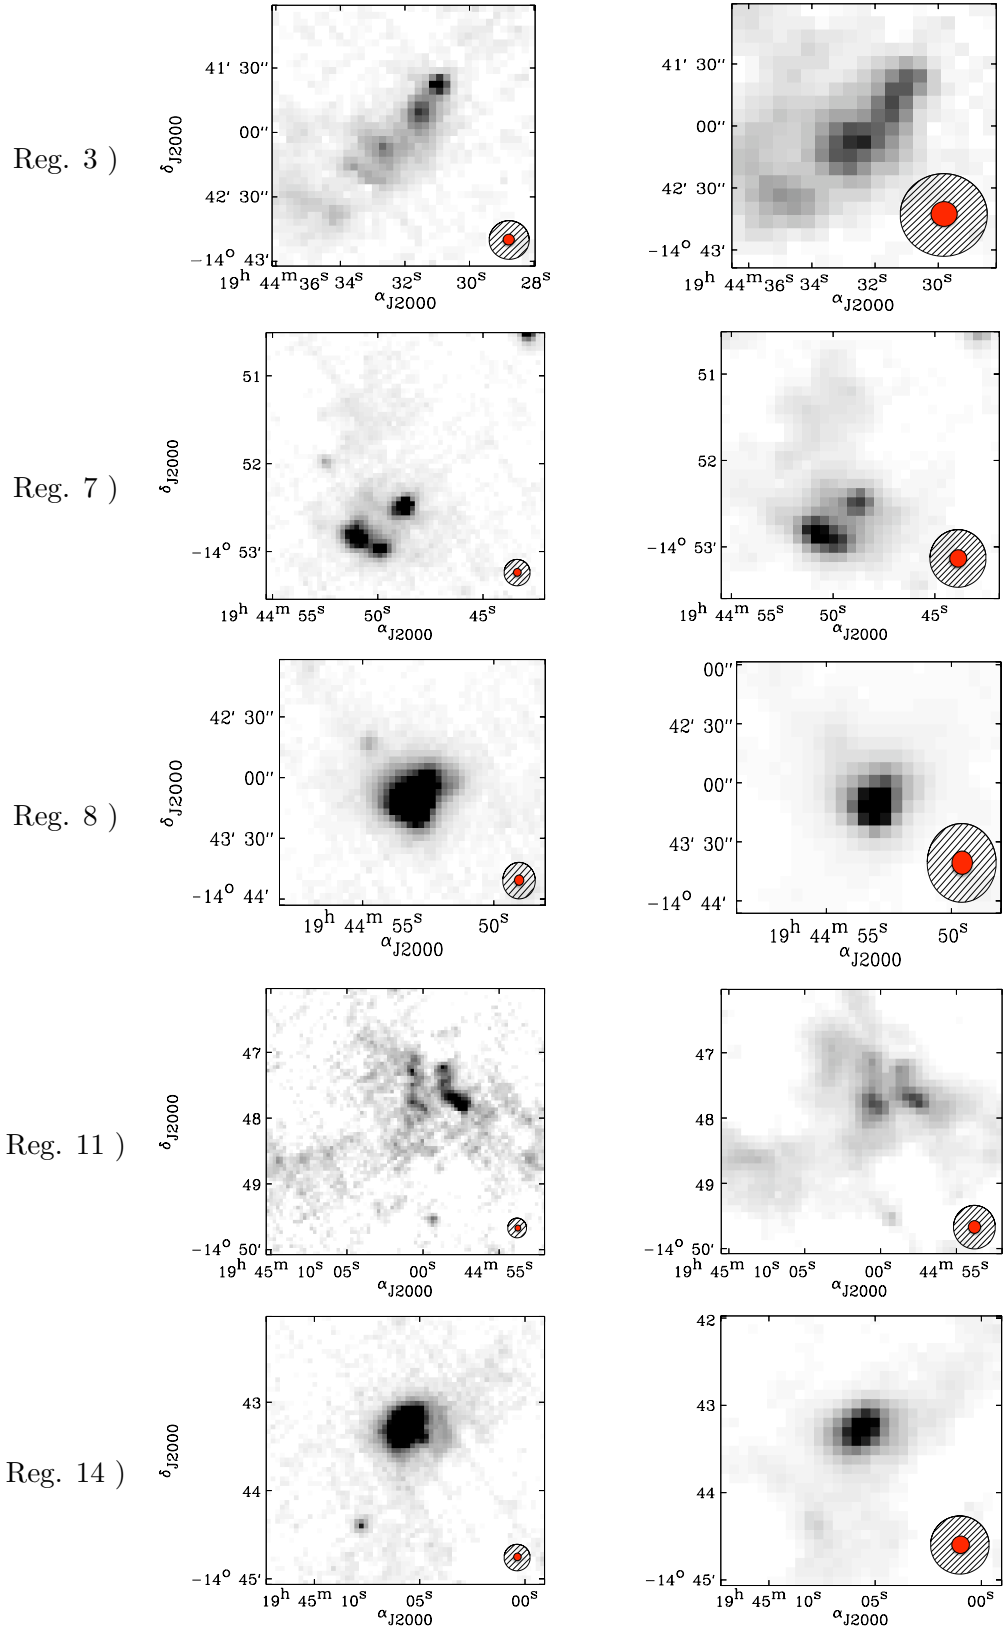 Reg. 3 )
41' 30''
00''
42' 30''
−14° 43'
δJ2000
19h 44m 36s 34s 32s 30s 28s
αJ2000
41' 30''
00''
42' 30''
−14° 43'
19h 44m 36s 34s 32s 30s
αJ2000
Reg. 7 )
51
52
−14° 53'
δJ2000
19h 44m 55s 50s 45s
αJ2000
51
52
−14° 53'
19h 44m 55s 50s 45s
αJ2000
Reg. 8 )
42' 30''
00''
43' 30''
−14° 44'
δJ2000
19h 44m 55s 50s
αJ2000
00''
42' 30''
00''
43' 30''
−14° 44'
19h 44m 55s 50s
αJ2000
Reg. 11 )
47
48
49
−14° 50'
δJ2000
19h 45m 10s 05s 00s 44m 55s
αJ2000
47
48
49
−14° 50'
19h 45m 10s 05s 00s 44m 55s
αJ2000
Reg. 14 )
43
44
−14° 45'
δJ2000
19h 45m 10s 05s 00s
αJ2000
42
43
44
−14° 45'
19h 45m 10s 05s 00s
αJ2000